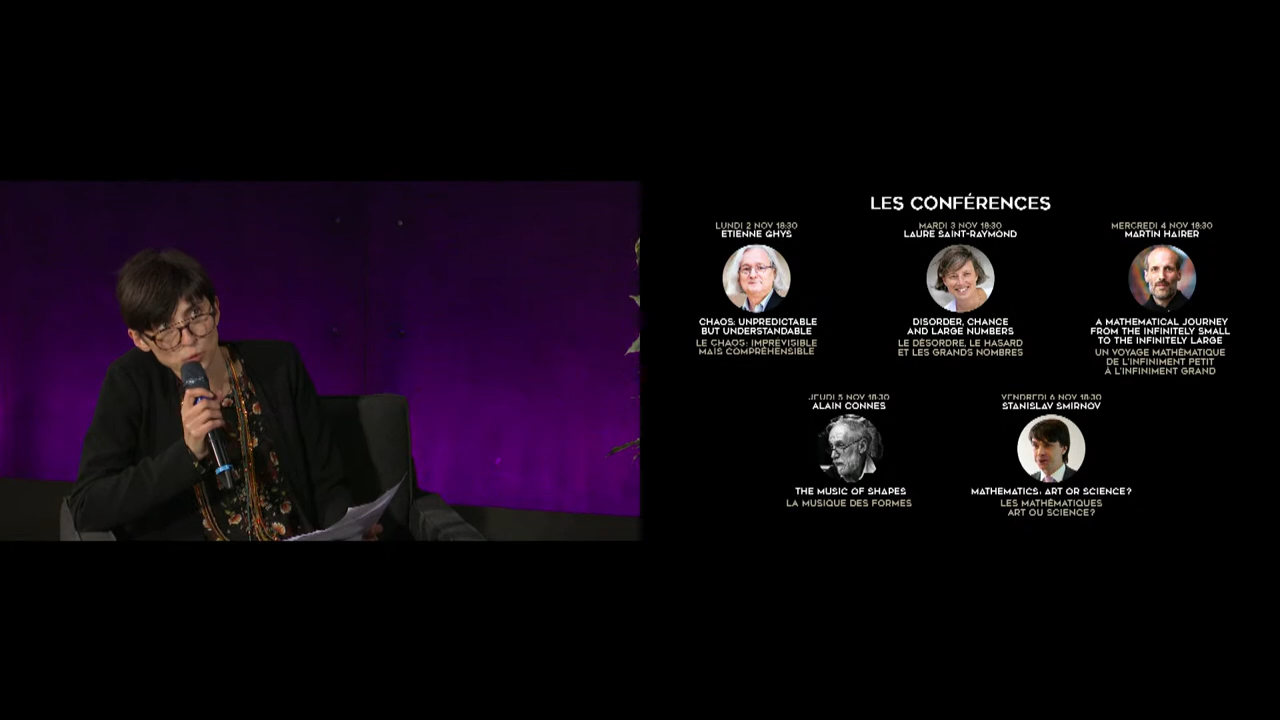 LES CONFÉRENCES
LUNDI 2 NOV 18:30
ETIENNE GHYS
CHAOS: UNPREDICTABLE
BUT UNDERSTANDABLE
LE CHAOS: IMPRÉVISIBLE
MAIS COMPRÉHENSIBLE
MARDI 3 NOV 18:30
LAURE SAINT-RAYMOND
DISORDER, CHANCE
AND LARGE NUMBERS
LE DÉSORDRE, LE HASARD
ET LES GRANDS NOMBRES
MERCREDI 4 NOV 18:30
MARTIN HAIRER
A MATHEMATICAL JOURNEY
FROM THE INFINITELY SMALL
TO THE INFINITELY LARGE
UN VOYAGE MATHÉMATIQUE
DE L'INFINIMENT PETIT
À L'INFINIMENT GRAND
JEUDI 5 NOV 18:30
ALAIN CONNES
THE MUSIC OF SHAPES
LA MUSIQUE DES FORMES
VENDREDI 6 NOV 18:30
STANISLAV SMIRNOV
MATHEMATICS: ART OR SCIENCE?
LES MATHÉMATIQUES
ART OU SCIENCE?